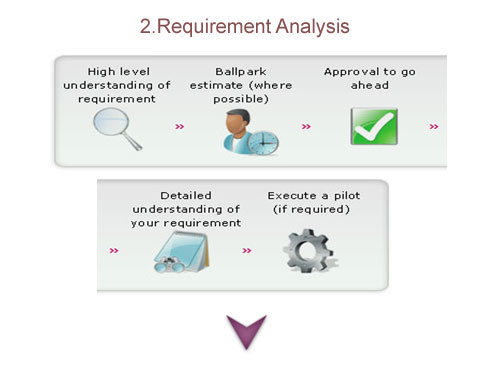 2.Requirement Analysis
High level
understanding of
requirement
Ballpark
estimate (where
possible)
Approval to go
ahead
Detailed
understanding of
your requirement
Execute a pilot
(if required)